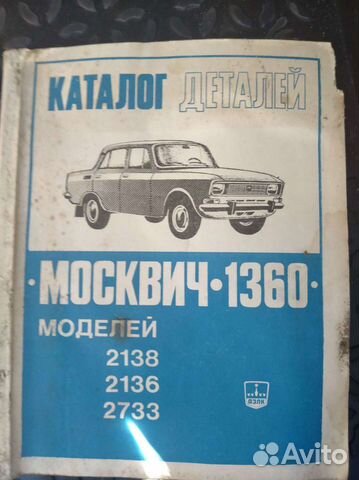 КАТАЛОГ ДЕТАЛЕЙ
·МОСКВИЧ·1360·
МОДЕЛЕЙ
2138
2136
2733
АЗЛК
Avito